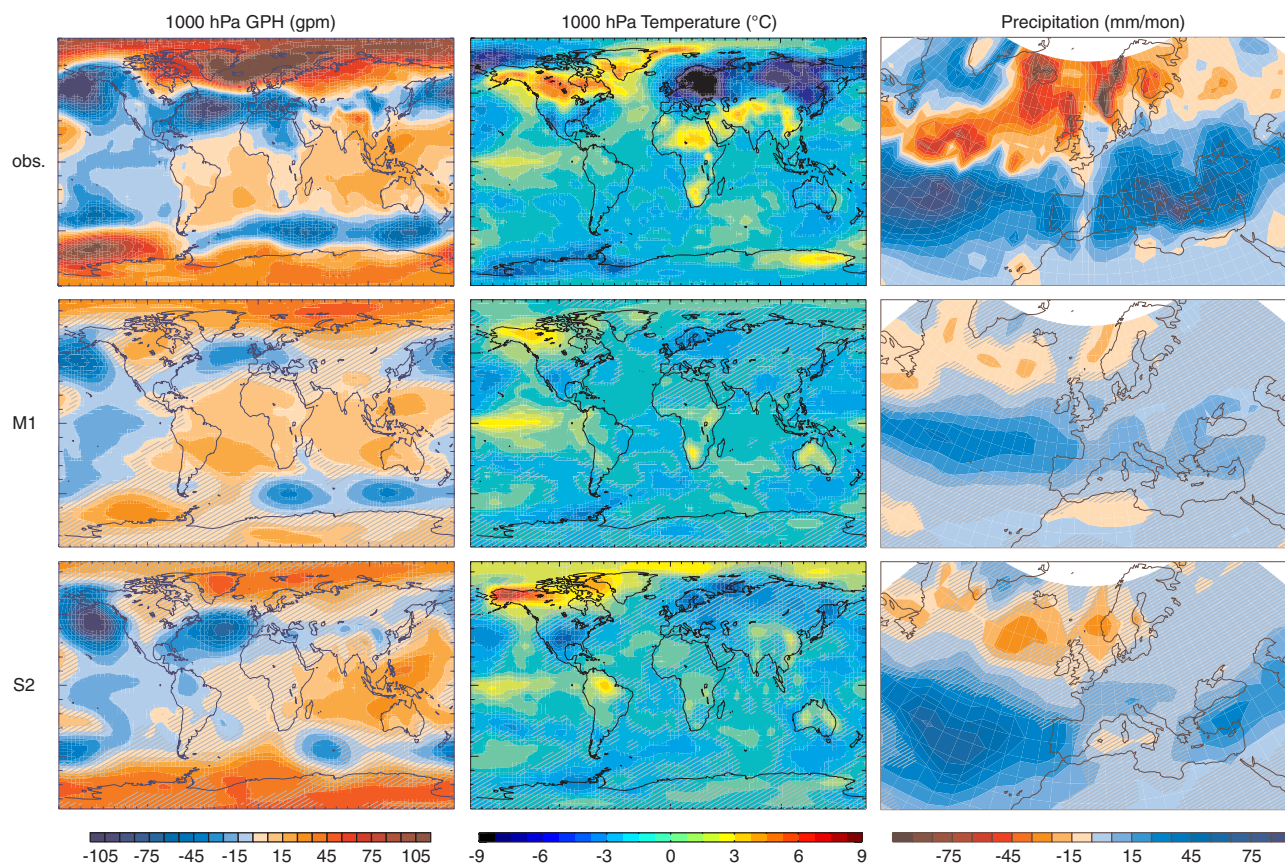 1000 hPa GPH (gpm)
1000 hPa Temperature (°C)
Precipitation (mm/mon)
obs.
M1
S2
-105 -75 -45 -15 15 45 75 105
-9 -6 -3 0 3 6 9
-75 -45 -15 15 45 75